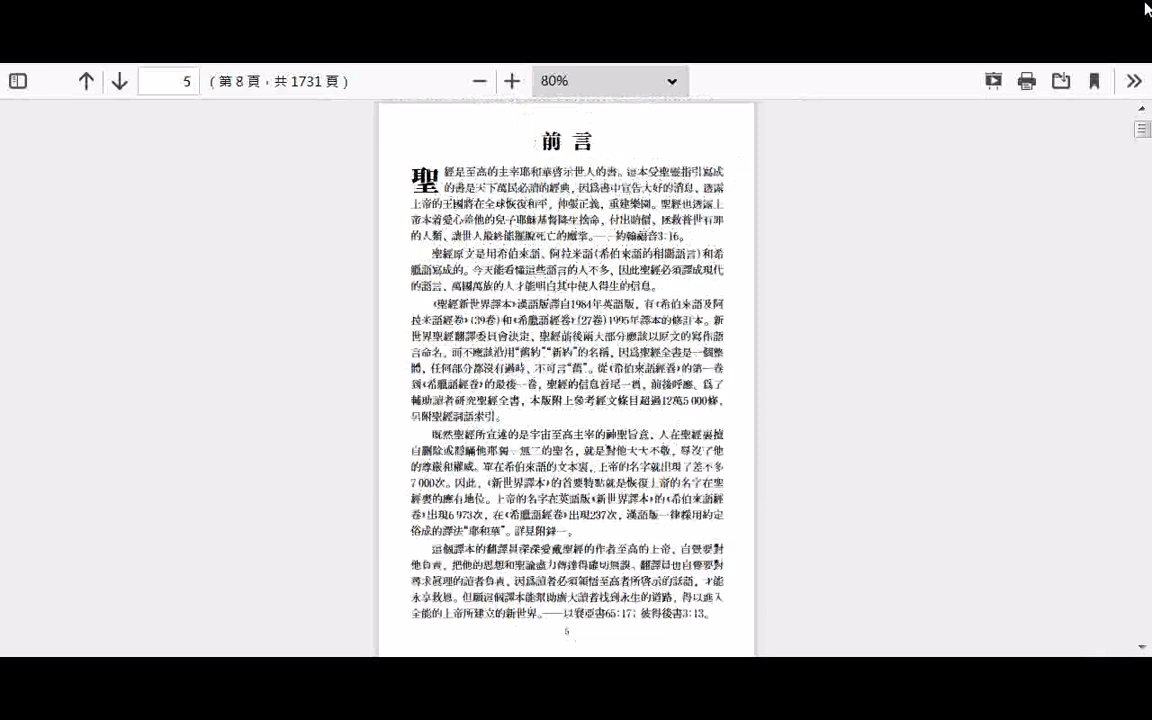 5 (第 8 頁，共 1731 頁)
80%
前言
聖經是至高的主宰耶和華啓示世人的書。這本受聖靈指引寫成
的書是天下萬民必讀的經典，因爲書中宣告大好的消息，透露
上帝的王國將在全球恢復和平，伸張正義，重建樂園。聖經也透露上
帝本着愛心差他的兒子耶穌基督降生捨命，付出贖價，拯救普世有罪
的人類，讓世人最終能擺脫死亡的魔掌。——約翰福音3:16。
聖經原文是用希伯來語、阿拉米語(希伯來語的相關語言)和希
臘語寫成的。今天能看懂這些語言的人不多，因此聖經必須譯成現代
的語言，萬國萬族的人才能明白其中使人得生的信息。
《聖經新世界譯本》漢語版譯自1984年英語版，有《希伯來語及阿
拉米語經卷》(39卷)和《希臘語經卷》(27卷)1995年譯本的修訂本。新
世界聖經翻譯委員會決定，聖經前後兩大部分應該以原文的寫作語
言命名，而不應該沿用“舊約”“新約”的名稱，因爲聖經全書是一個整
體，任何部分都沒有過時，不可言“舊”。從《希伯來語經卷》的第一卷
到《希臘語經卷》的最後一卷，聖經的信息首尾一貫，前後呼應。爲了
輔助讀者研究聖經全書，本版附上參考經文條目超過12萬5 000條，
另附聖經詞語索引。
既然聖經所宣述的是宇宙至高主宰的神聖旨意，人在聖經裏擅
自刪除或隱瞞他那獨一無二的聖名，就是對他大大不敬，辱沒了他
的尊嚴和權威。單在希伯來語的文本裏，上帝的名字就出現了差不多
7 000次。因此，《新世界譯本》的首要特點就是恢復上帝的名字在聖
經裏的應有地位。上帝的名字在英語版《新世界譯本》的《希伯來語經
卷》出現6 973次，在《希臘語經卷》出現237次，漢語版一律採用約定
俗成的譯法“耶和華”。詳見附錄一。
這個譯本的翻譯員深深愛戴聖經的作者至高的上帝，自覺要對
他負責，把他的思想和聖諭盡力傳達得確切無誤。翻譯員也自覺要對
尋求真理的讀者負責，因爲讀者必須領悟至高者所啓示的話語，才能
永享救恩。但願這個譯本能幫助廣大讀者找到永生的道路，得以進入
全能的上帝所建立的新世界。——以賽亞書65:17；彼得後書3:13。
5